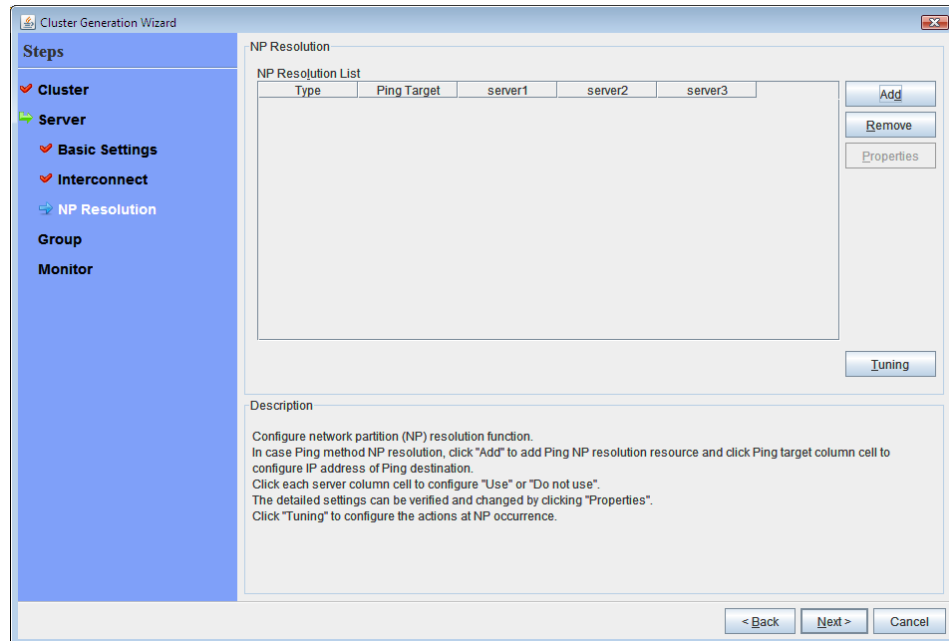 Cluster Generation Wizard
Steps
Cluster
Server
Basic Settings
Interconnect
NP Resolution
Group
Monitor
NP Resolution
NP Resolution List
Type Ping Target server1 server2 server3
Add
Remove
Properties
Tuning
Description
Configure network partition (NP) resolution function.
In case Ping method NP resolution, click "Add" to add Ping NP resolution resource and click Ping target column cell to
configure IP address of Ping destination.
Click each server column cell to configure "Use" or "Do not use".
The detailed settings can be verified and changed by clicking "Properties".
Click "Tuning" to configure the actions at NP occurrence.
< Back Next > Cancel